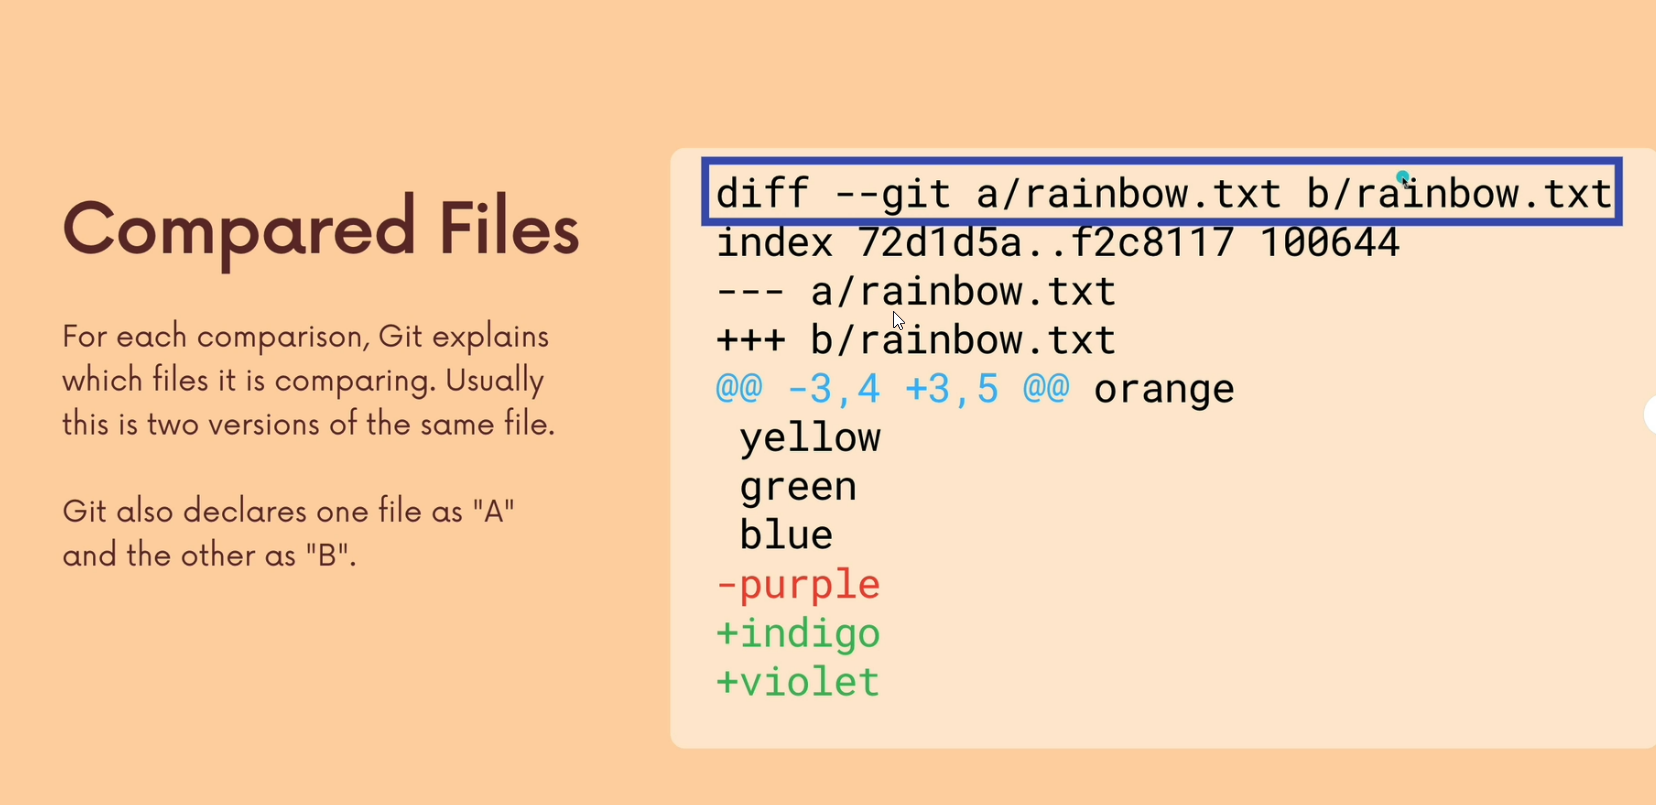 Compared Files
For each comparison, Git explains
which files it is comparing. Usually
this is two versions of the same file.
Git also declares one file as "A"
and the other as "B".
diff --git a/rainbow.txt b/rainbow.txt
index 72d1d5a..f2c8117 100644
--- a/rainbow.txt
+++ b/rainbow.txt
@@ -3,4 +3,5 @@ orange
 yellow
 green
 blue
-purple
+indigo
+violet